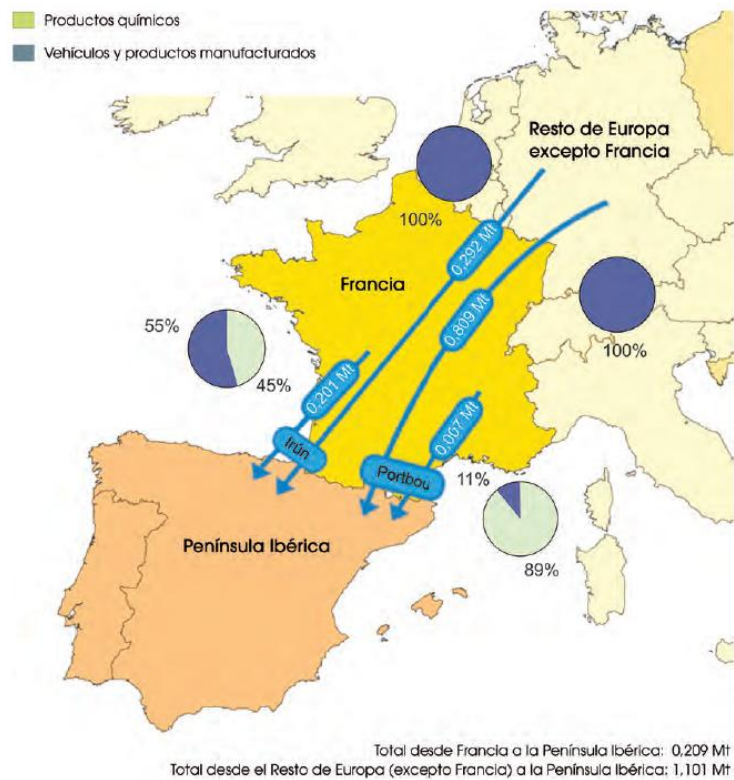 Productos químicos
Vehículos y productos manufacturados
Resto de Europa
excepto Francia
100%
0,292 Mt
Francia
0,809 Mt
55%
45%
100%
0,201 Mt
0,007 Mt
Irún
Portbou
11%
89%
Península Ibérica
Total desde Francia a la Península Ibérica: 0,209 Mt
Total desde el Resto de Europa (excepto Francia) a la Península Ibérica: 1,101 Mt